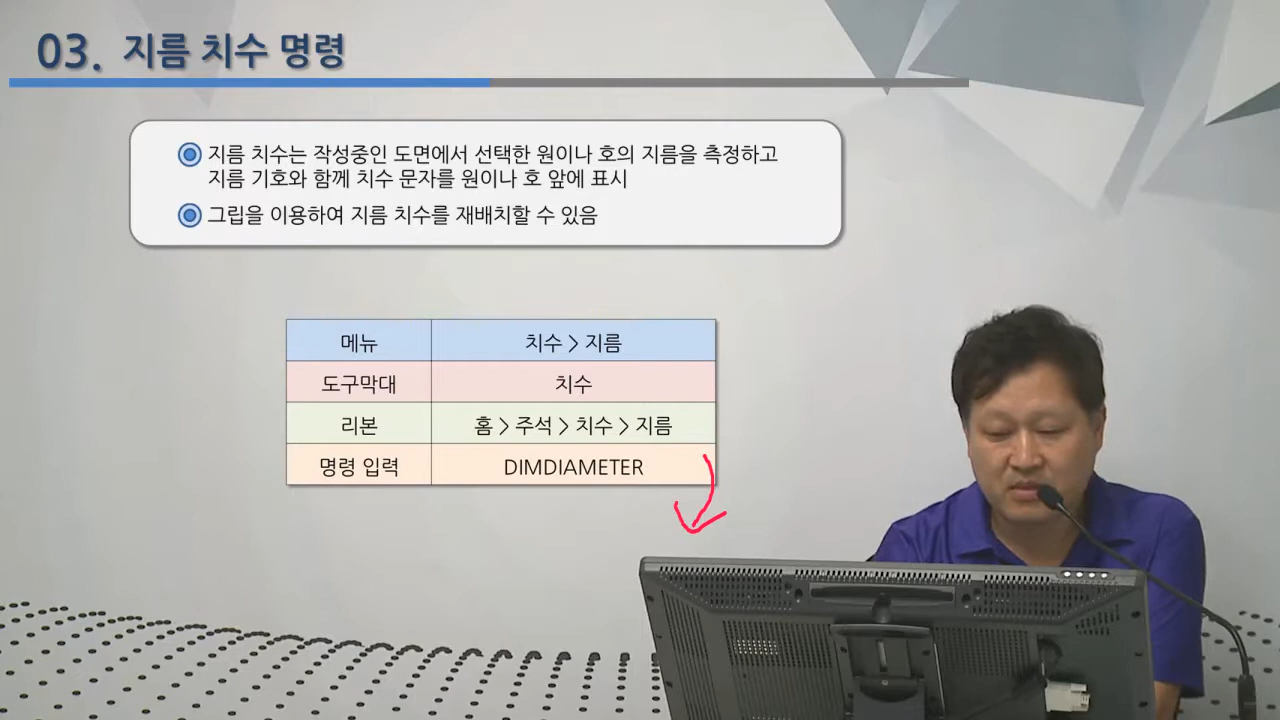 03. 지름 치수 명령
지름 치수는 작성중인 도면에서 선택한 원이나 호의 지름을 측정하고
지름 기호와 함께 치수 문자를 원이나 호 앞에 표시
그립을 이용하여 지름 치수를 재배치할 수 있음
메뉴 치수 > 지름
도구막대 치수
리본 홈 > 주석 > 치수 > 지름
명령 입력 DIMDIAMETER